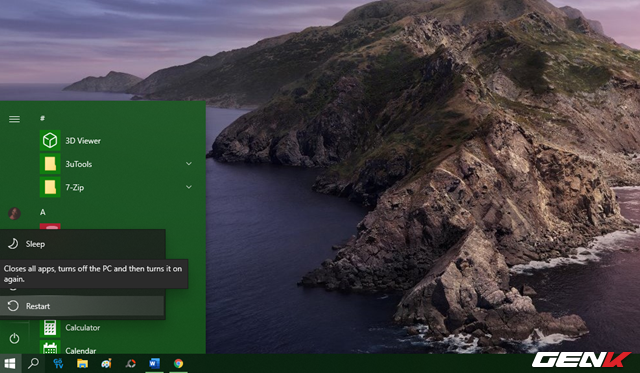 #
3D Viewer
3uTools
7-Zip
A
Sleep
Closes all apps, turns off the PC and then turns it on
again.
Restart
Calculator
Calendar
GENK